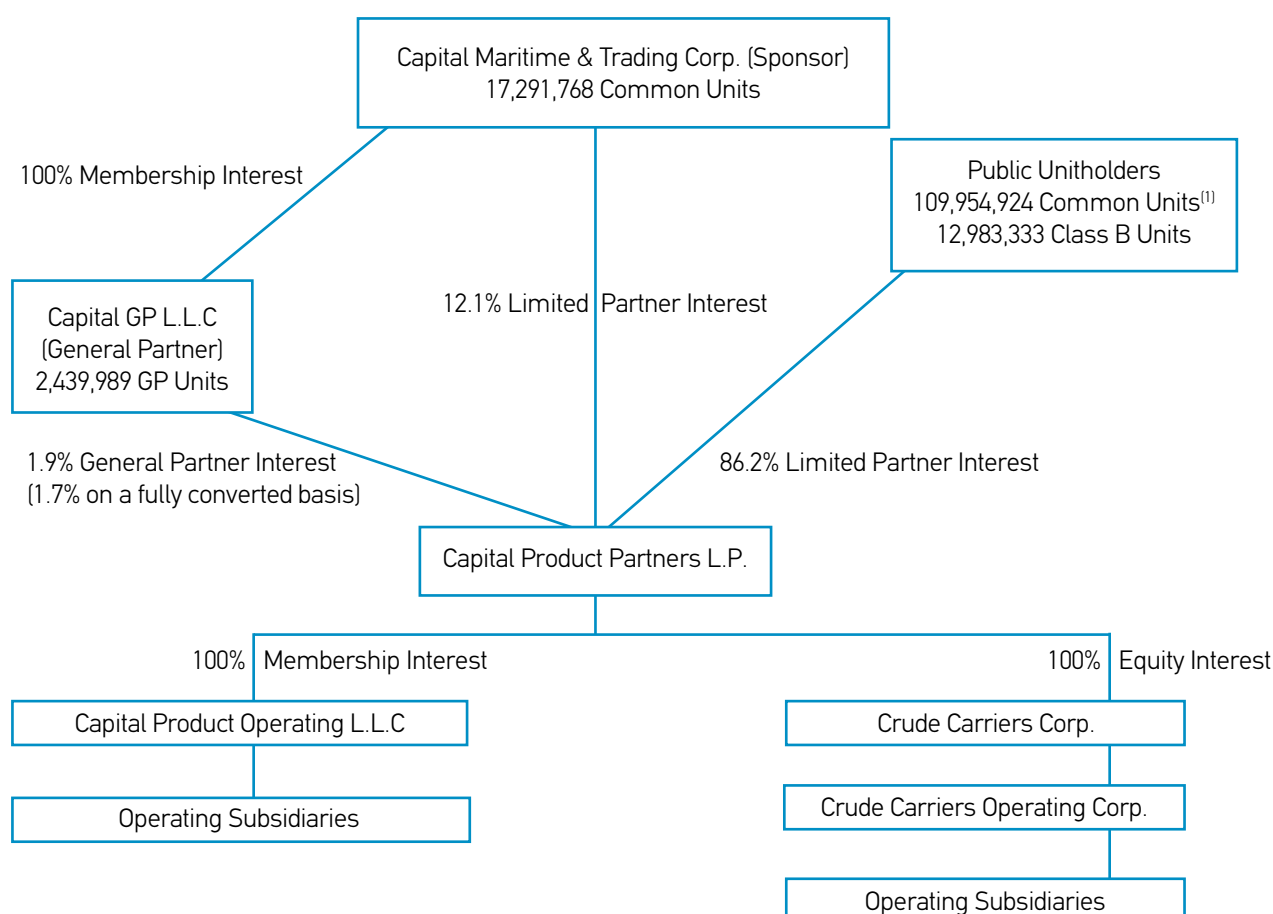 Capital Maritime & Trading Corp. (Sponsor)
17,291,768 Common Units
100% Membership Interest
Public Unitholders
109,954,924 Common Units(1)
12,983,333 Class B Units
Capital GP L.L.C
(General Partner)
2,439,989 GP Units
12.1% Limited Partner Interest
1.9% General Partner Interest
(1.7% on a fully converted basis)
86.2% Limited Partner Interest
Capital Product Partners L.P.
100% Membership Interest
100% Equity Interest
Capital Product Operating L.L.C
Crude Carriers Corp.
Operating Subsidiaries
Crude Carriers Operating Corp.
Operating Subsidiaries